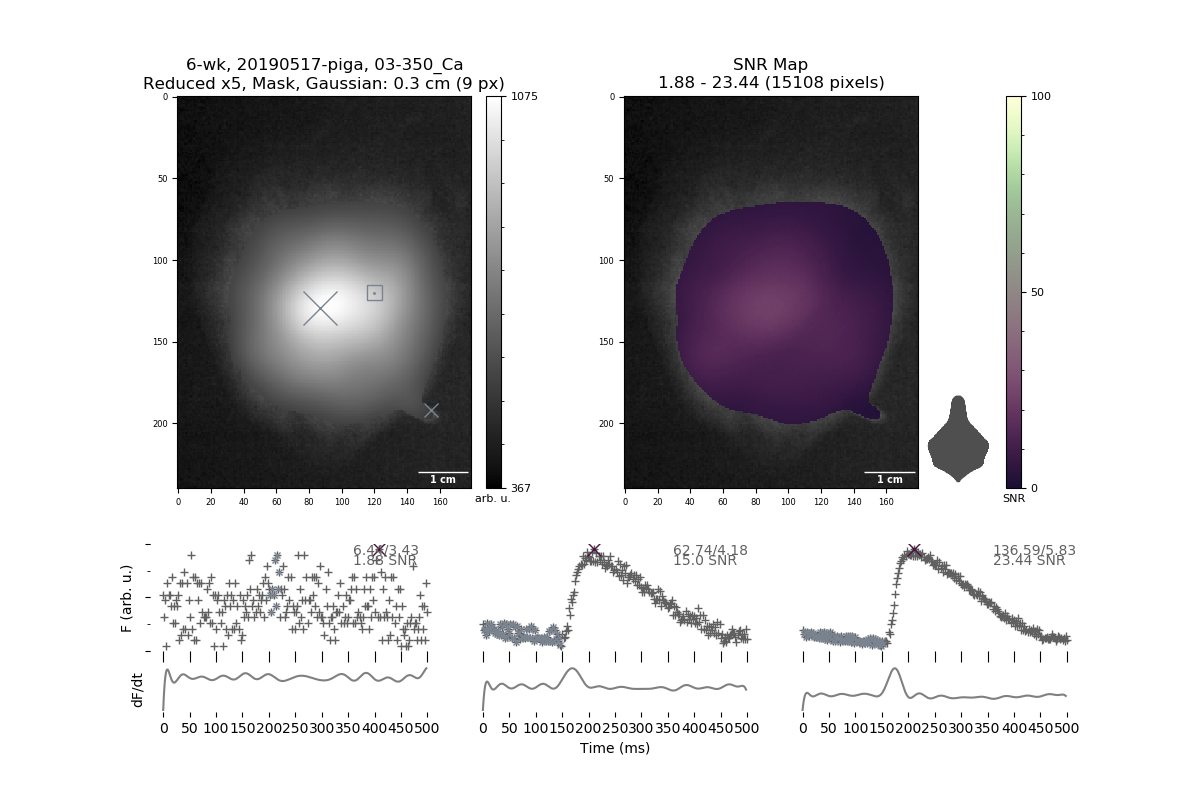 6-wk, 20190517-piga, 03-350_Ca
Reduced x5, Mask, Gaussian: 0.3 cm (9 px)
SNR Map
1.88 - 23.44 (15108 pixels)
0
50
100
150
200
0 20 40 60 80 100 120 140 160
1 cm
1075
367
arb. u.
0
50
100
150
200
0 20 40 60 80 100 120 140 160
1 cm
100
50
0
SNR
F (arb. u.)
/3.43
1.88 SNR
62.74/4.18
15.0 SNR
136.59/5.83
23.44 SNR
dF/dt
0 50 100 150 200 250 300 350 400 450 500
0 50 100 150 200 250 300 350 400 450 500
0 50 100 150 200 250 300 350 400 450 500
Time (ms)